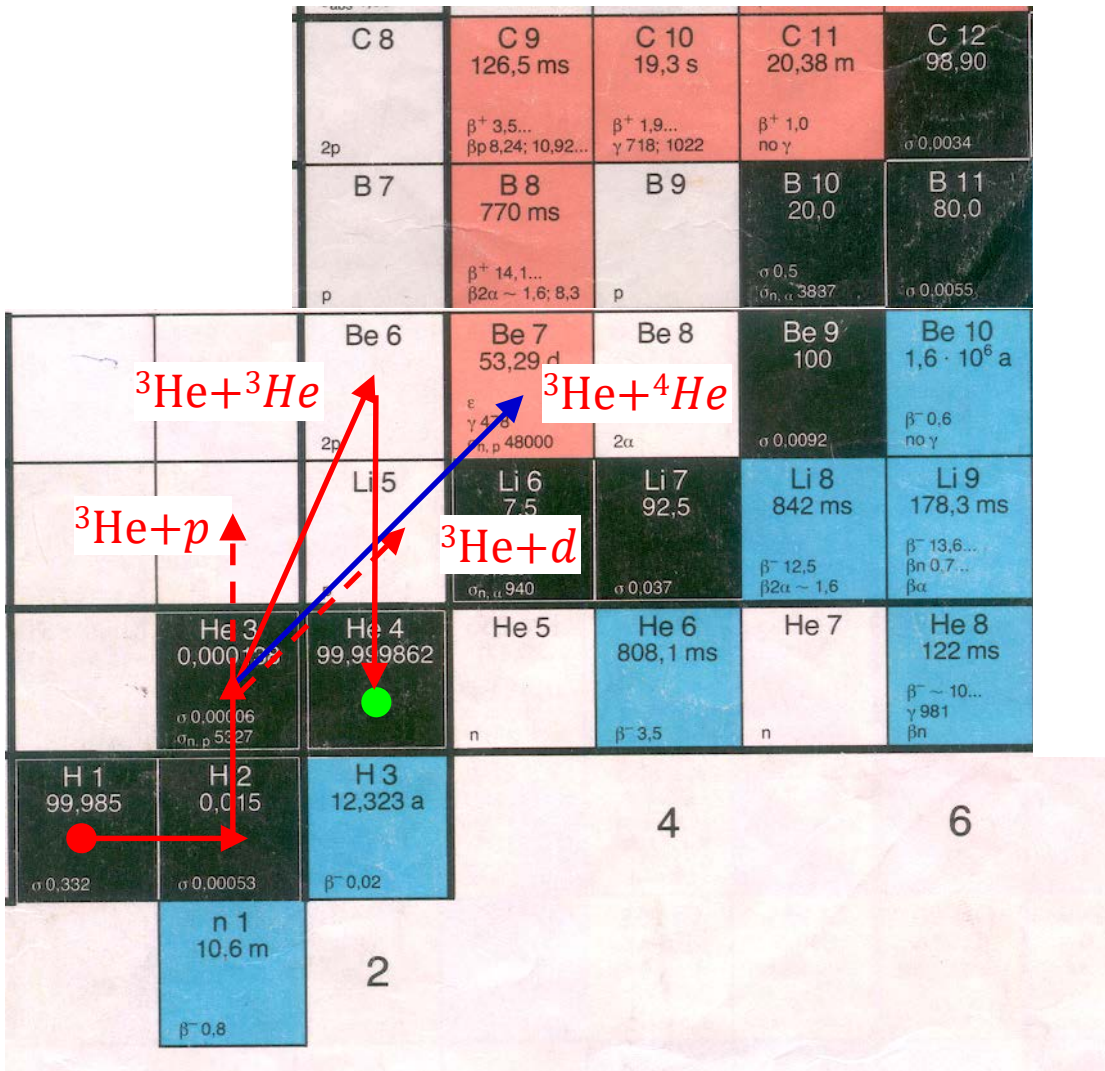 C 8
2p
C 9
126,5 ms
β⁺ 3,5...
βp 8,24; 10,92...
C 10
19,3 s
β⁺ 1,9...
γ 718; 1022
C 11
20,38 m
β⁺ 1,0
no γ
C 12
98,90
σ 0,0034
B 7
p
B 8
770 ms
β⁺ 14,1...
β2α ~ 1,6; 8,3
B 9
p
B 10
20,0
σ 0,5
σn, α 3837
B 11
80,0
σ 0,0055
Be 6
2p
Be 7
53,29 d
ε
γ 478
σn, p 48000
Be 8
2α
Be 9
100
σ 0,0092
Be 10
1,6 · 10⁶ a
β⁻ 0,6
no γ
³He+³He
³He+⁴He
Li 5
Li 6
7,5
σn, α 940
Li 7
92,5
σ 0,037
Li 8
842 ms
β⁻ 12,5
β2α ~ 1,6
Li 9
178,3 ms
β⁻ 13,6...
βn 0,7...
βα
³He+p
³He+d
He 3
0,000138
σ 0,00006
σn, p 5327
He 4
99,999862
He 5
n
He 6
808,1 ms
β⁻ 3,5
He 7
n
He 8
122 ms
β⁻ ~ 10...
γ 981
βn
H 1
99,985
σ 0,332
H 2
0,015
σ 0,00053
H 3
12,323 a
β⁻ 0,02
4
6
n 1
10,6 m
β⁻ 0,8
2